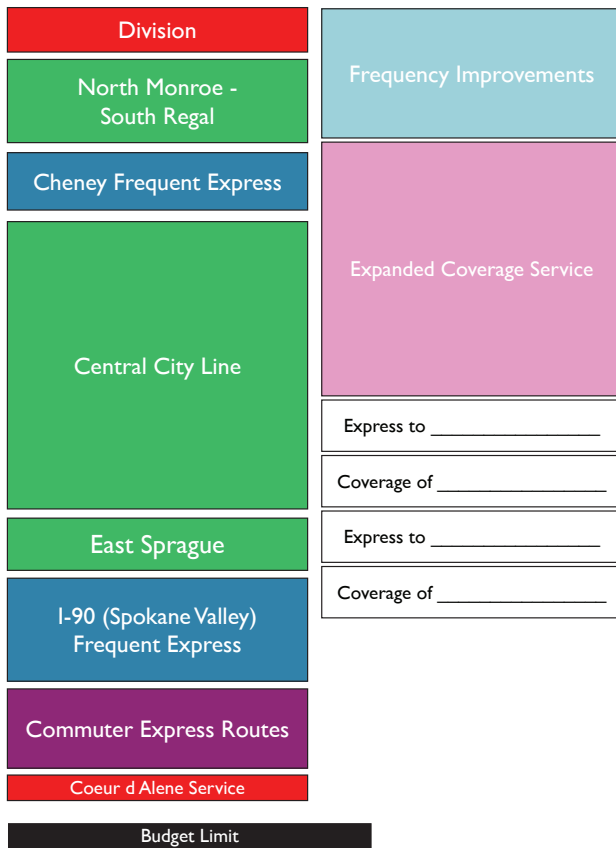 Division
North Monroe -
South Regal
Cheney Frequent Express
Central City Line
East Sprague
I-90 (Spokane Valley)
Frequent Express
Commuter Express Routes
Coeur d Alene Service
Budget Limit
Frequency Improvements
Expanded Coverage Service
Express to ________________
Coverage of ________________
Express to ________________
Coverage of ________________